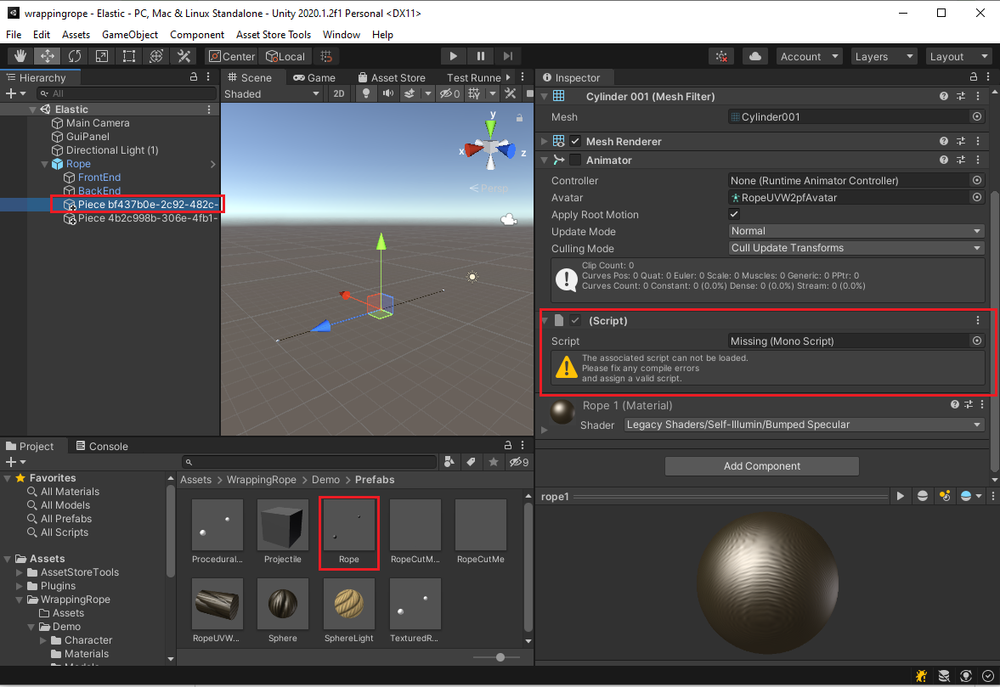 wrappingrope - Elastic - PC, Mac & Linux Standalone - Unity 2020.1.2f1 Personal <DX11>
File Edit Assets GameObject Component Asset Store Tools Window Help
Center Local Account Layers Layout
Hierarchy
All
Elastic
Main Camera
GuiPanel
Directional Light (1)
Rope
FrontEnd
BackEnd
Piece bf437b0e-2c92-482c-
Piece 4b2c998b-306e-4fb1-
Scene Game Asset Store Test Runne
Shaded 2D 0
y
x z
Persp
Inspector
Cylinder 001 (Mesh Filter)
Mesh Cylinder001
Mesh Renderer
Animator
Controller None (Runtime Animator Controller)
Avatar RopeUVW2pfAvatar
Apply Root Motion
Update Mode Normal
Culling Mode Cull Update Transforms
Clip Count: 0
Curves Pos: 0 Quat: 0 Euler: 0 Scale: 0 Muscles: 0 Generic: 0 PPtr: 0
Curves Count: 0 Constant: 0 (0.0%) Dense: 0 (0.0%) Stream: 0 (0.0%)
(Script)
Script Missing (Mono Script)
The associated script can not be loaded.
Please fix any compile errors
and assign a valid script.
Rope 1 (Material)
Shader Legacy Shaders/Self-Illumin/Bumped Specular
Add Component
rope1
Project Console
9
Favorites
All Materials
All Models
All Prefabs
All Scripts
Assets
AssetStoreTools
Plugins
WrappingRope
Assets
Demo
Character
Materials
Assets > WrappingRope > Demo > Prefabs
Procedural... Projectile Rope RopeCutM... RopeCutMe
RopeUVW... Sphere SphereLight TexturedR...